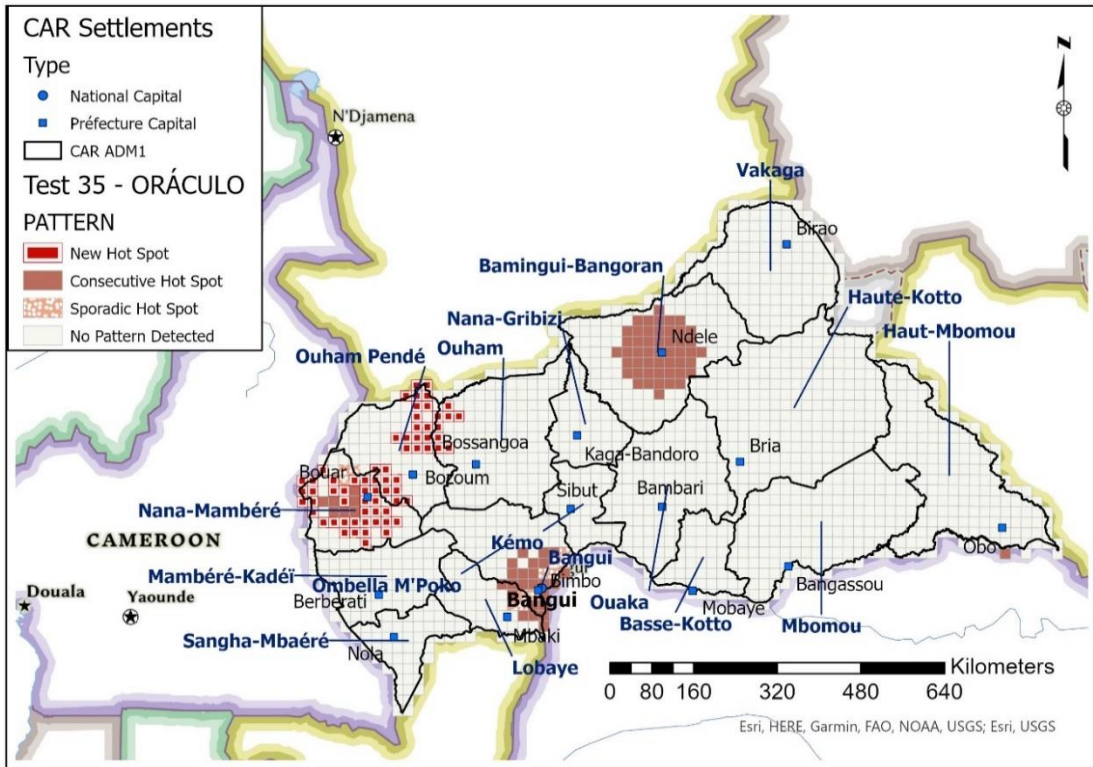 CAR Settlements
Type
National Capital
Préfecture Capital
CAR ADM1
Test 35 - ORÁCULO
PATTERN
New Hot Spot
Consecutive Hot Spot
Sporadic Hot Spot
No Pattern Detected
N
N'Djamena
Vakaga
Birao
Bamingui-Bangoran
Haute-Kotto
Nana-Gribizi
Haut-Mbomou
Ndele
Ouham Pendé
Ouham
Bossangoa
Kaga-Bandoro
Bria
Bouar
Bozoum
Sibut
Bambari
Nana-Mambéré
CAMEROON
Kémo
Bangui
Obo
Mambéré-Kadéï
Ombella M'Poko
Bimbo
Bangassou
Douala
Yaounde
Berberati
Bangui
Ouaka
Mobaye
Basse-Kotto
Mbomou
Sangha-Mbaéré
Nola
Mbaki
Lobaye
Kilometers
0 80 160 320 480 640
Esri, HERE, Garmin, FAO, NOAA, USGS; Esri, USGS